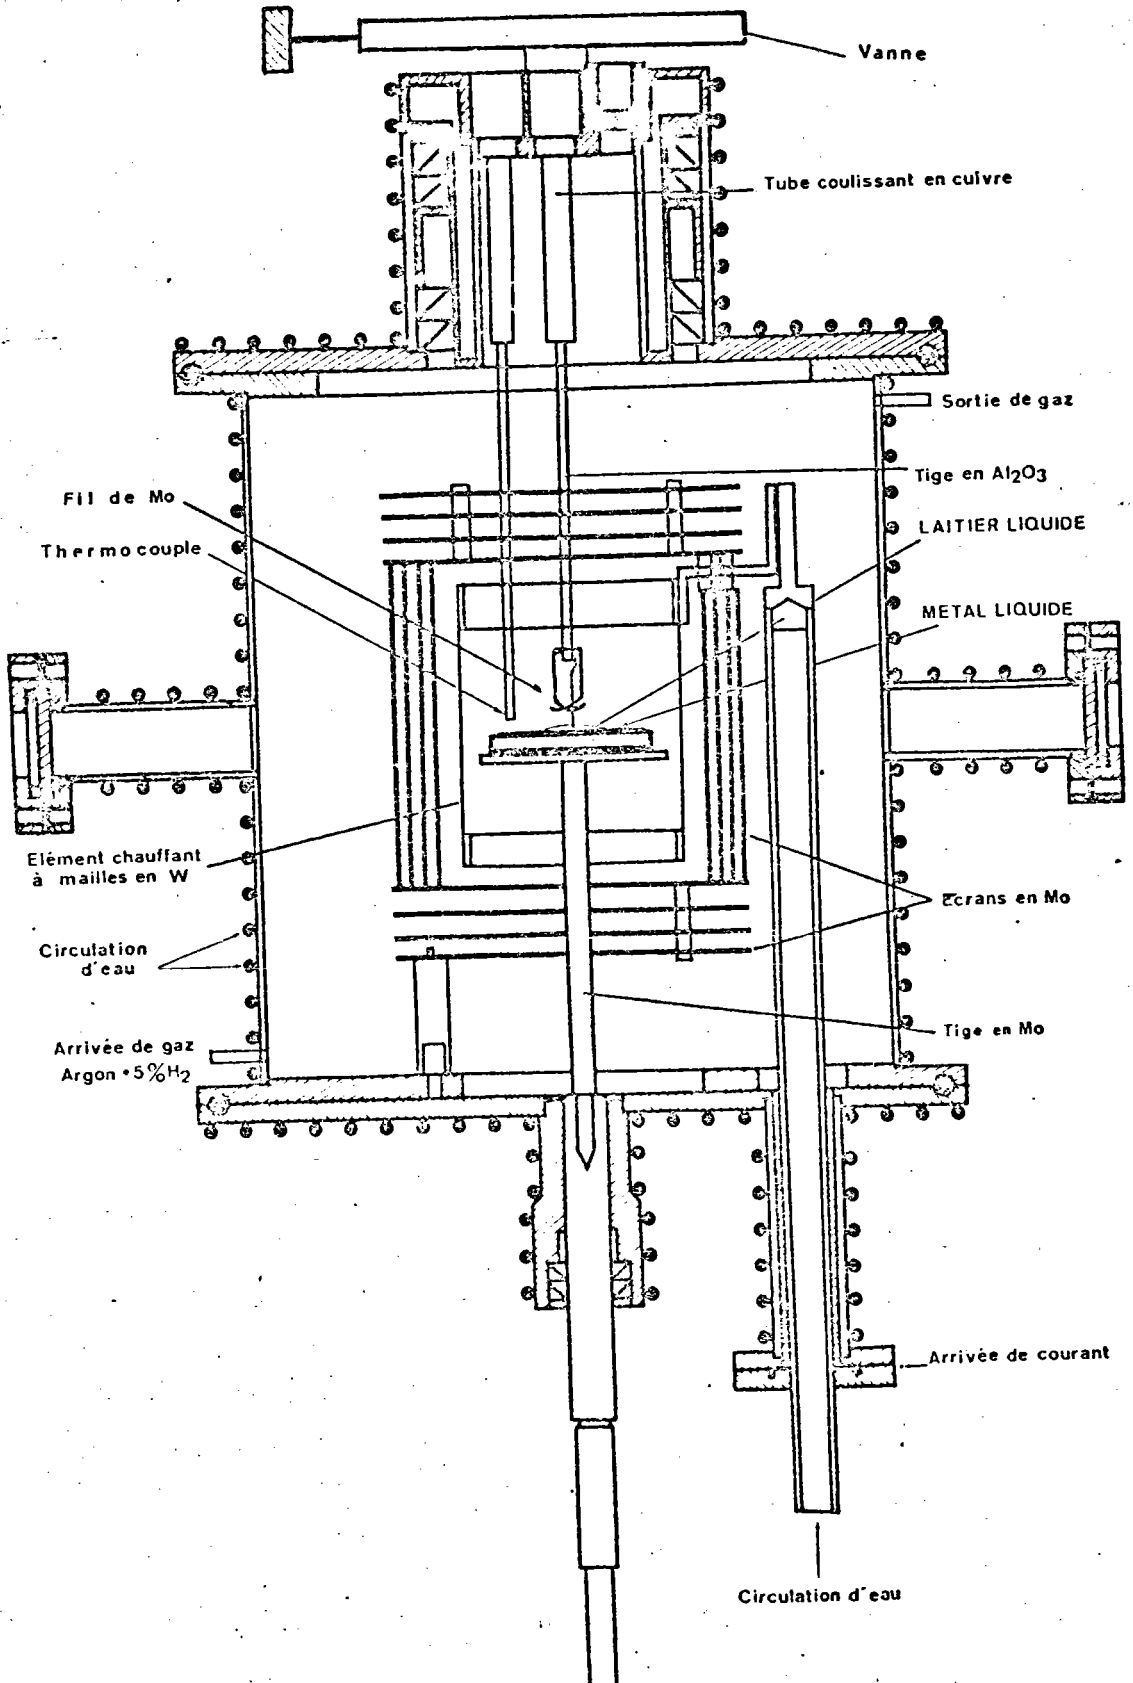 Vanne
Tube coulissant en cuivre
Sortie de gaz
Tige en Al2O3
Fil de Mo
LAITIER LIQUIDE
Thermocouple
METAL LIQUIDE
Elément chauffant
à mailles en W
Ecrans en Mo
Circulation
d'eau
Tige en Mo
Arrivée de gaz
Argon + 5% H2
Arrivée de courant
Circulation d'eau